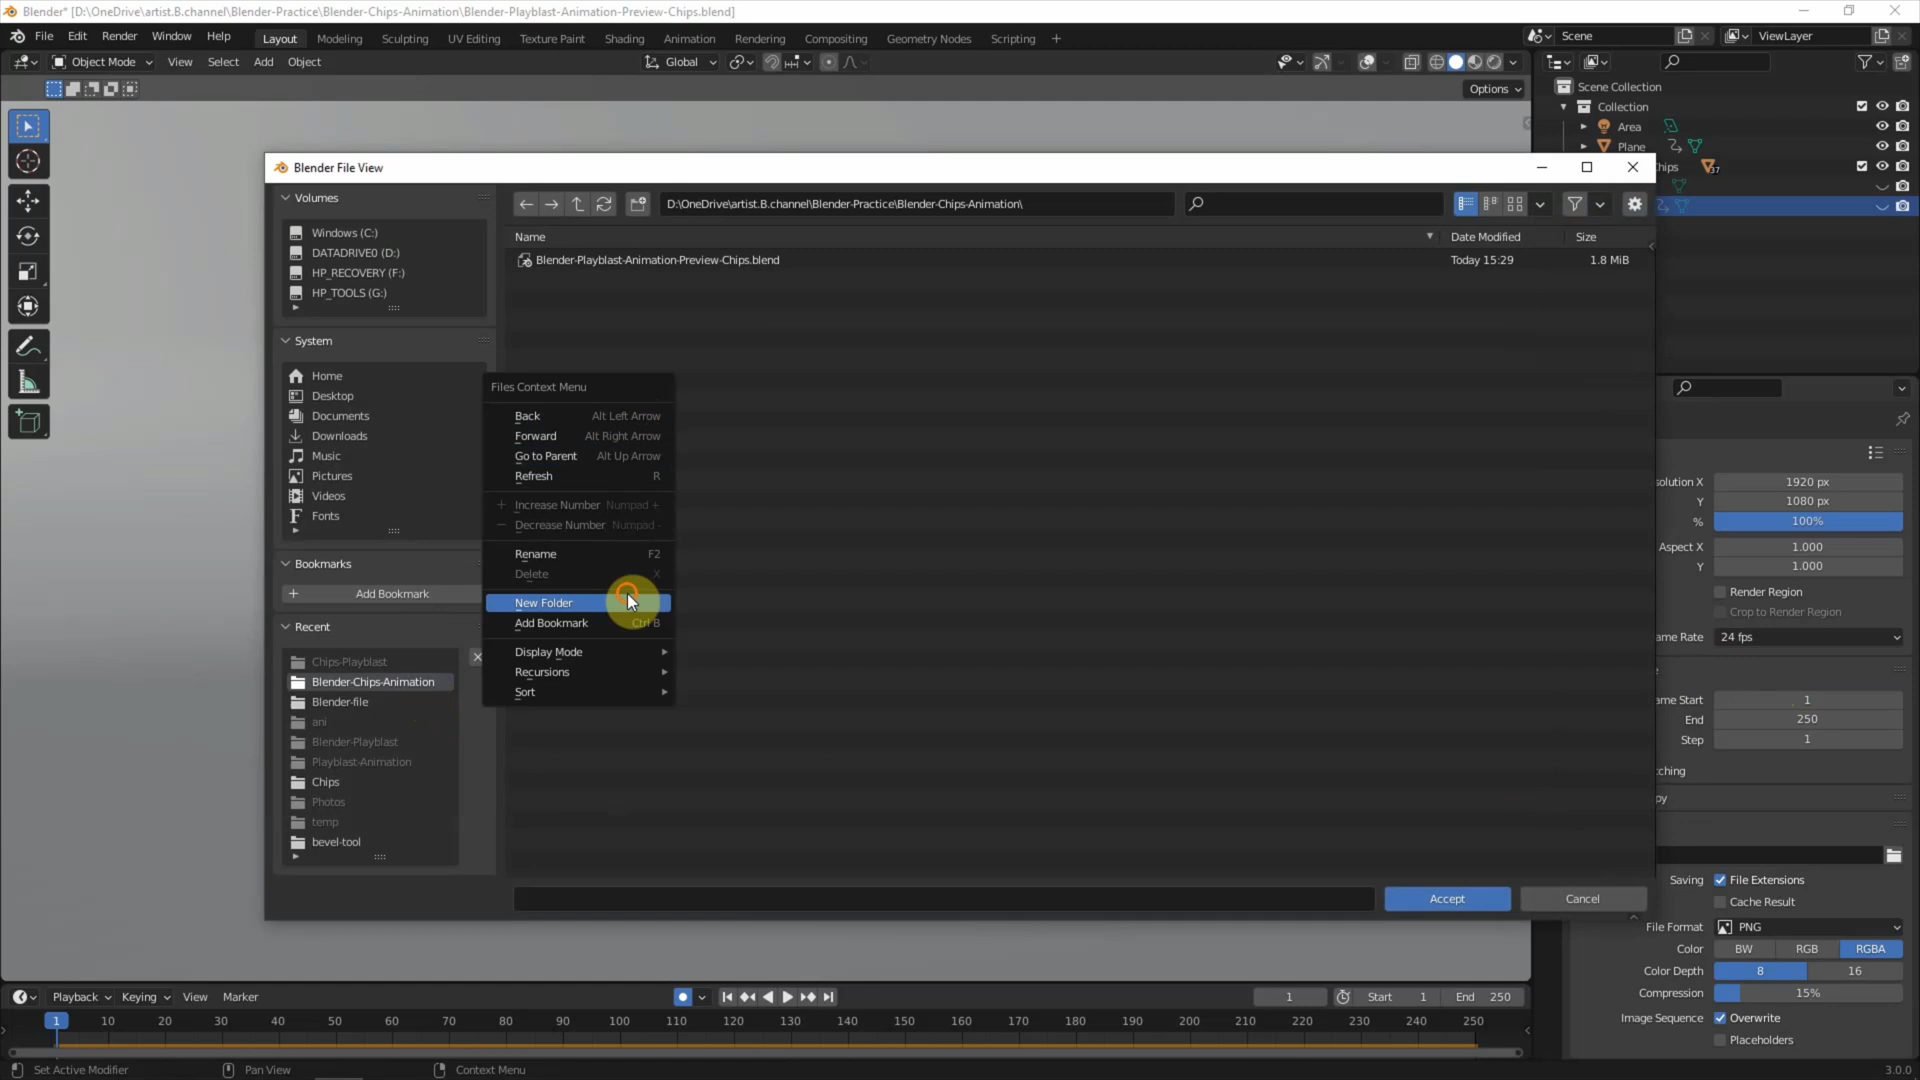 Blender* [D:\OneDrive\artist.B.channel\Blender-Practice\Blender-Chips-Animation\Blender-Playblast-Animation-Preview-Chips.blend]
File Edit Render Window Help Layout Modeling Sculpting UV Editing Texture Paint Shading Animation Rendering Compositing Geometry Nodes Scripting + Scene ViewLayer
Object Mode View Select Add Object Global
Options
Scene Collection
Collection
Area
Plane
hips 37
Blender File View
Volumes
Windows (C:)
DATADRIVE0 (D:)
HP_RECOVERY (F:)
HP_TOOLS (G:)
System
Home
Desktop
Documents
Downloads
Music
Pictures
Videos
Fonts
Bookmarks
Add Bookmark
Recent
Chips-Playblast
Blender-Chips-Animation
Blender-file
ani
Blender-Playblast
Playblast-Animation
Chips
Photos
temp
bevel-tool
D:\OneDrive\artist.B.channel\Blender-Practice\Blender-Chips-Animation\
Name Date Modified Size
Blender-Playblast-Animation-Preview-Chips.blend Today 15:29 1.8 MiB
Files Context Menu
Back Alt Left Arrow
Forward Alt Right Arrow
Go to Parent Alt Up Arrow
Refresh R
Increase Number Numpad +
Decrease Number Numpad -
Rename F2
Delete X
New Folder
Add Bookmark Ctrl B
Display Mode
Recursions
Sort
Accept Cancel
solution X 1920 px
Y 1080 px
% 100%
Aspect X 1.000
Y 1.000
Render Region
Crop to Render Region
ame Rate 24 fps
ame Start 1
End 250
Step 1
ching
py
Saving File Extensions
Cache Result
File Format PNG
Color BW RGB RGBA
Color Depth 8 16
Compression 15%
Image Sequence Overwrite
Placeholders
Playback Keying View Marker 1 Start 1 End 250
1 10 20 30 40 50 60 70 80 90 100 110 120 130 140 150 160 170 180 190 200 210 220 230 240 250
Set Active Modifier Pan View Context Menu 3.0.0